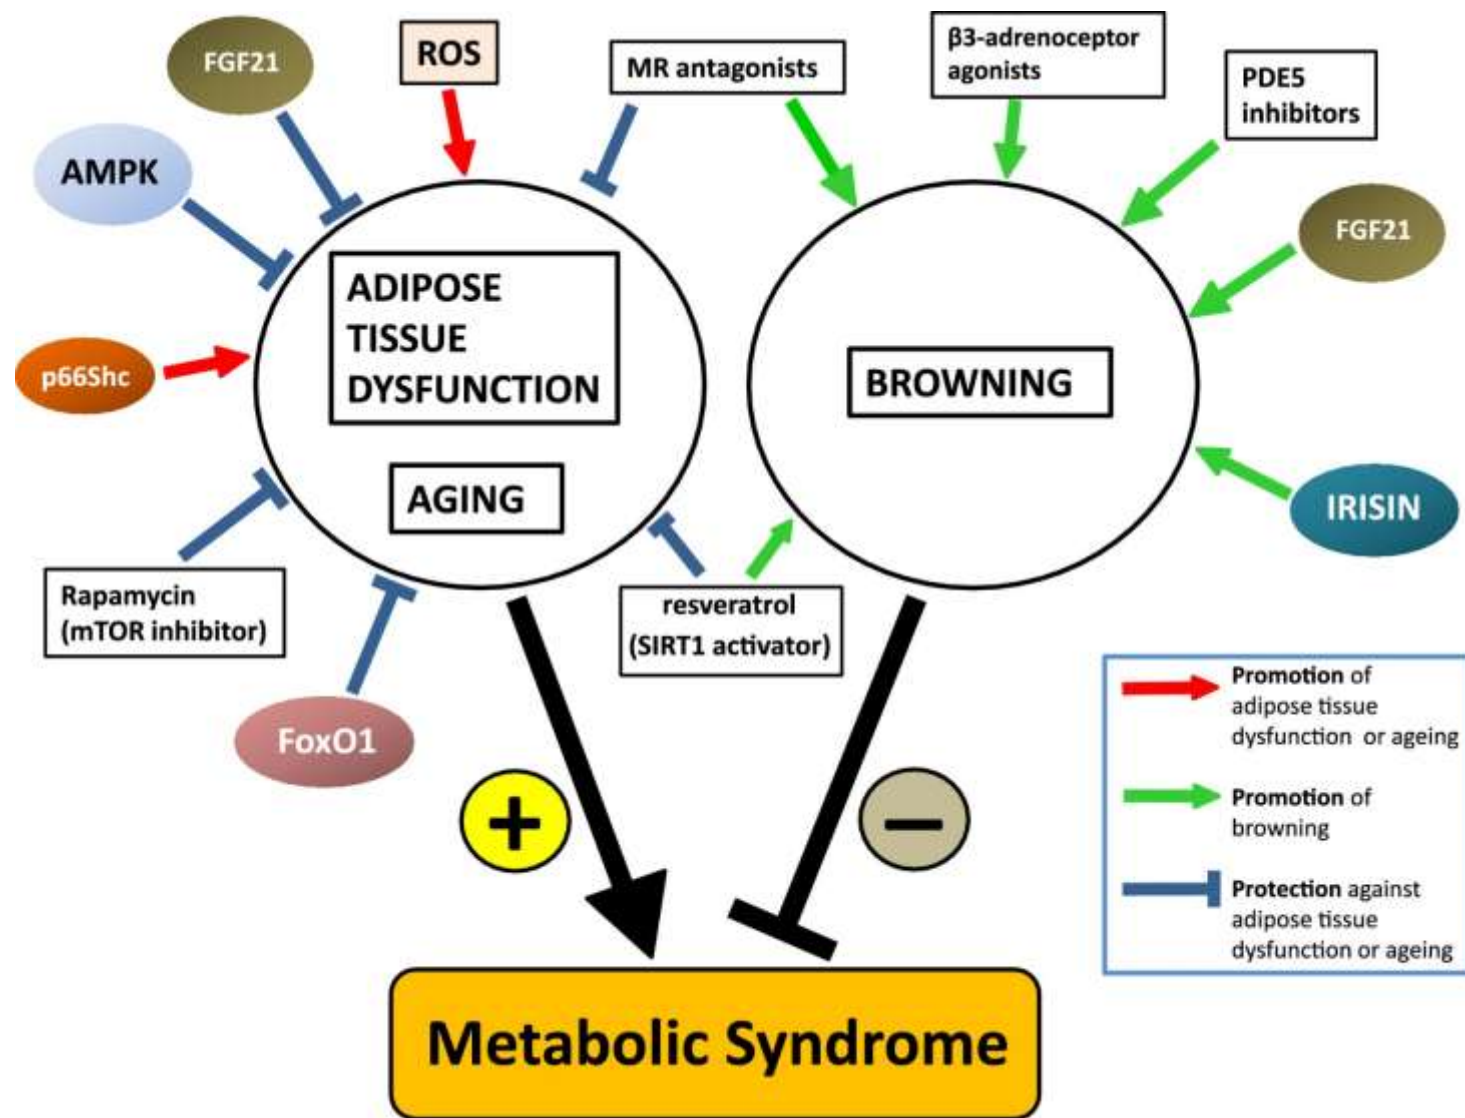 FGF21
ROS
MR antagonists
β3-adrenoceptor
agonists
PDE5
inhibitors
AMPK
FGF21
p66Shc
ADIPOSE
TISSUE
DYSFUNCTION
AGING
BROWNING
IRISIN
Rapamycin
(mTOR inhibitor)
resveratrol
(SIRT1 activator)
FoxO1
+
–
Promotion of
adipose tissue
dysfunction or ageing
Promotion of
browning
Protection against
adipose tissue
dysfunction or ageing
Metabolic Syndrome